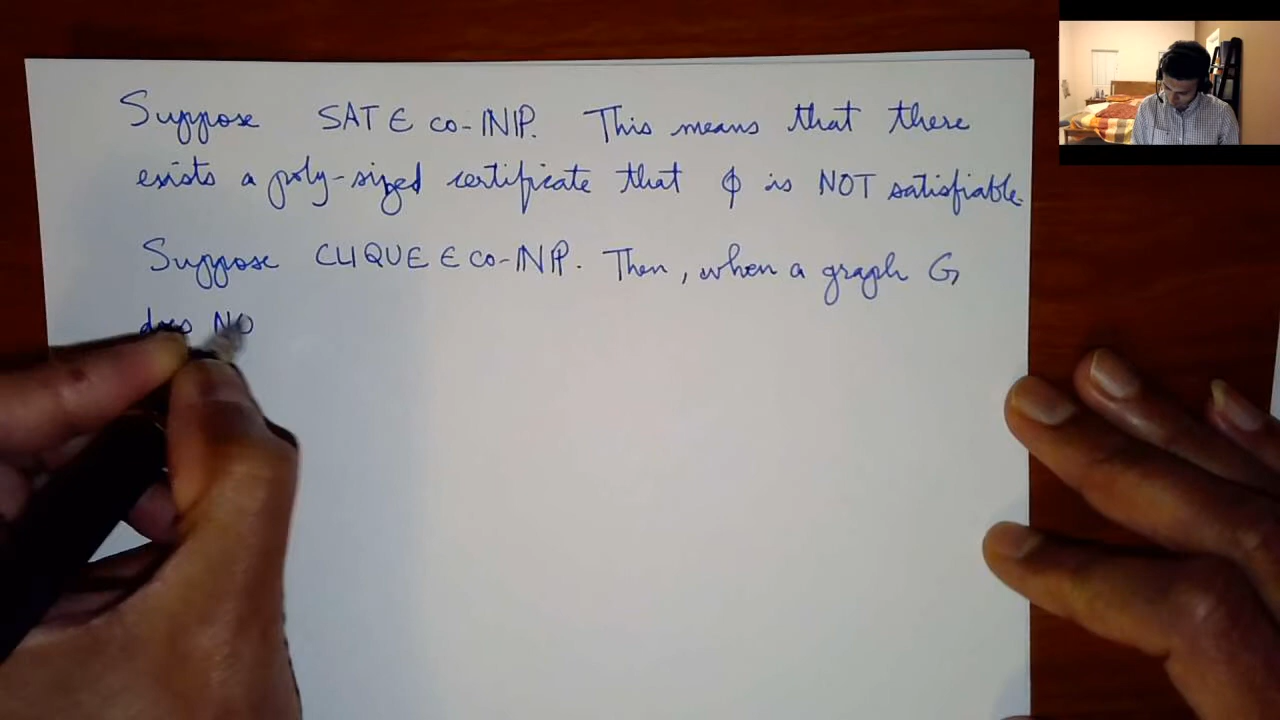 Suppose SAT ∈ co-NP. This means that there
exists a poly-sized certificate that ϕ is NOT satisfiable.
Suppose CLIQUE ∈ co-NP. Then, when a graph G
does NO